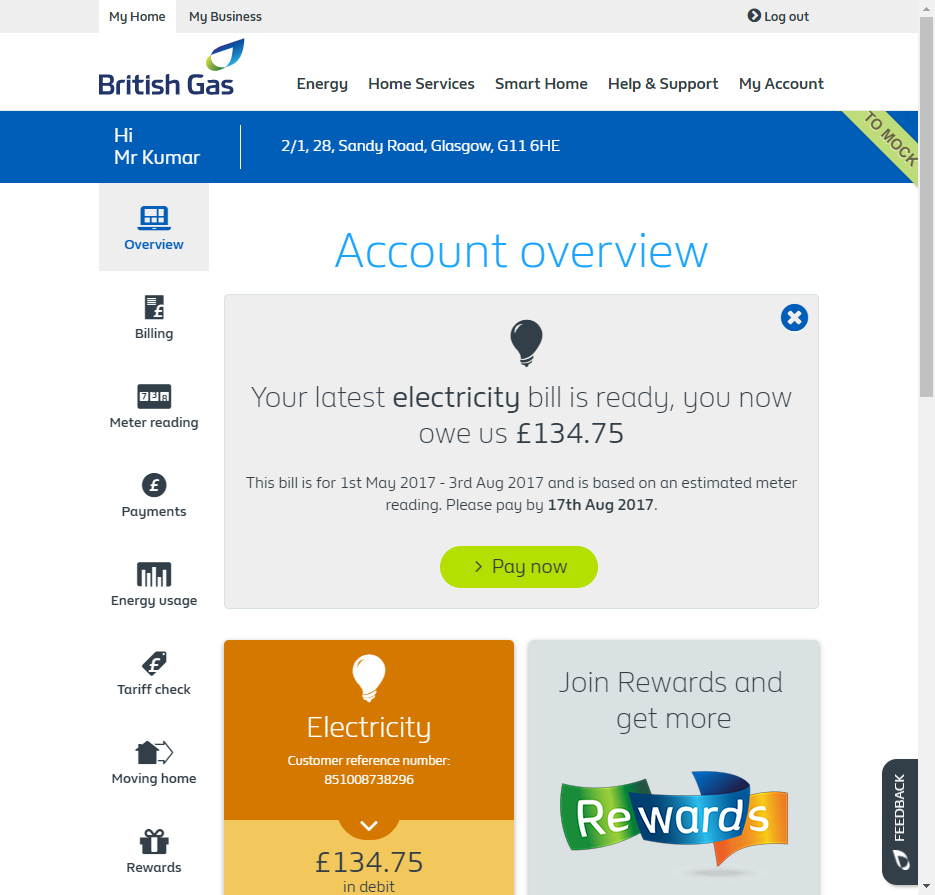 My Home
My Business
Log out
British Gas
Energy
Home Services
Smart Home
Help & Support
My Account
Hi
Mr Kumar
2/1, 28, Sandy Road, Glasgow, G11 6HE
TO MOCK
Overview
Billing
Meter reading
Payments
Energy usage
Tariff check
Moving home
Rewards
Account overview
Your latest electricity bill is ready, you now
owe us £134.75
This bill is for 1st May 2017 - 3rd Aug 2017 and is based on an estimated meter
reading. Please pay by 17th Aug 2017.
Pay now
Electricity
Customer reference number:
851008738296
£134.75
in debit
Join Rewards and
get more
Rewards
FEEDBACK